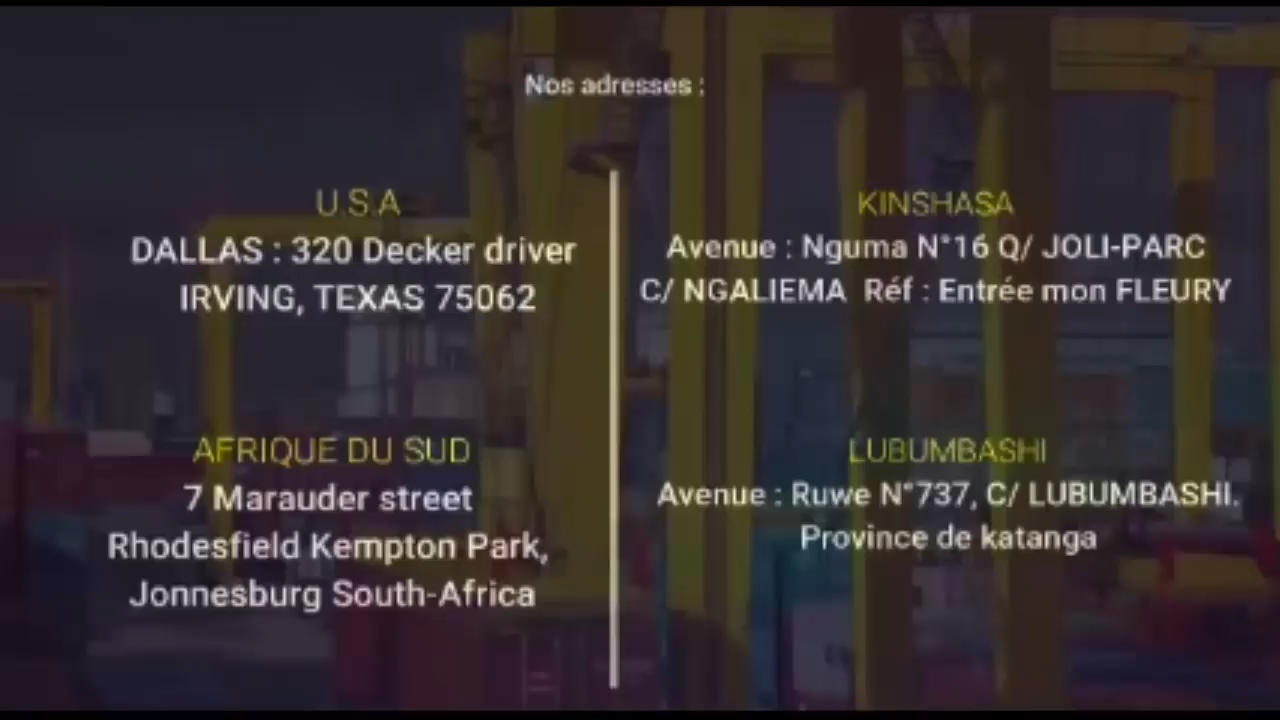 Nos adresses :
U.S.A
DALLAS : 320 Decker driver
IRVING, TEXAS 75062
AFRIQUE DU SUD
7 Marauder street
Rhodesfield Kempton Park,
Jonnesburg South-Africa
KINSHASA
Avenue : Nguma N°16 Q/ JOLI-PARC
C/ NGALIEMA Réf : Entrée mon FLEURY
LUBUMBASHI
Avenue : Ruwe N°737, C/ LUBUMBASHI.
Province de katanga